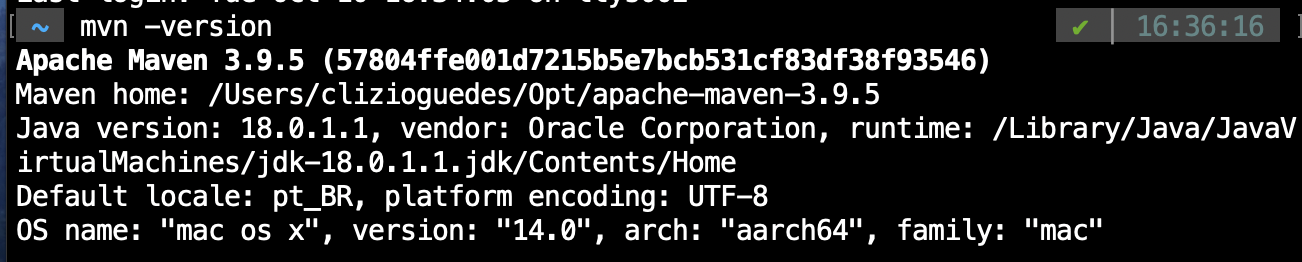 ~ mvn -version ✔ 16:36:16
Apache Maven 3.9.5 (57804ffe001d7215b5e7bcb531cf83df38f93546)
Maven home: /Users/clizioguedes/Opt/apache-maven-3.9.5
Java version: 18.0.1.1, vendor: Oracle Corporation, runtime: /Library/Java/JavaV
irtualMachines/jdk-18.0.1.1.jdk/Contents/Home
Default locale: pt_BR, platform encoding: UTF-8
OS name: "mac os x", version: "14.0", arch: "aarch64", family: "mac"